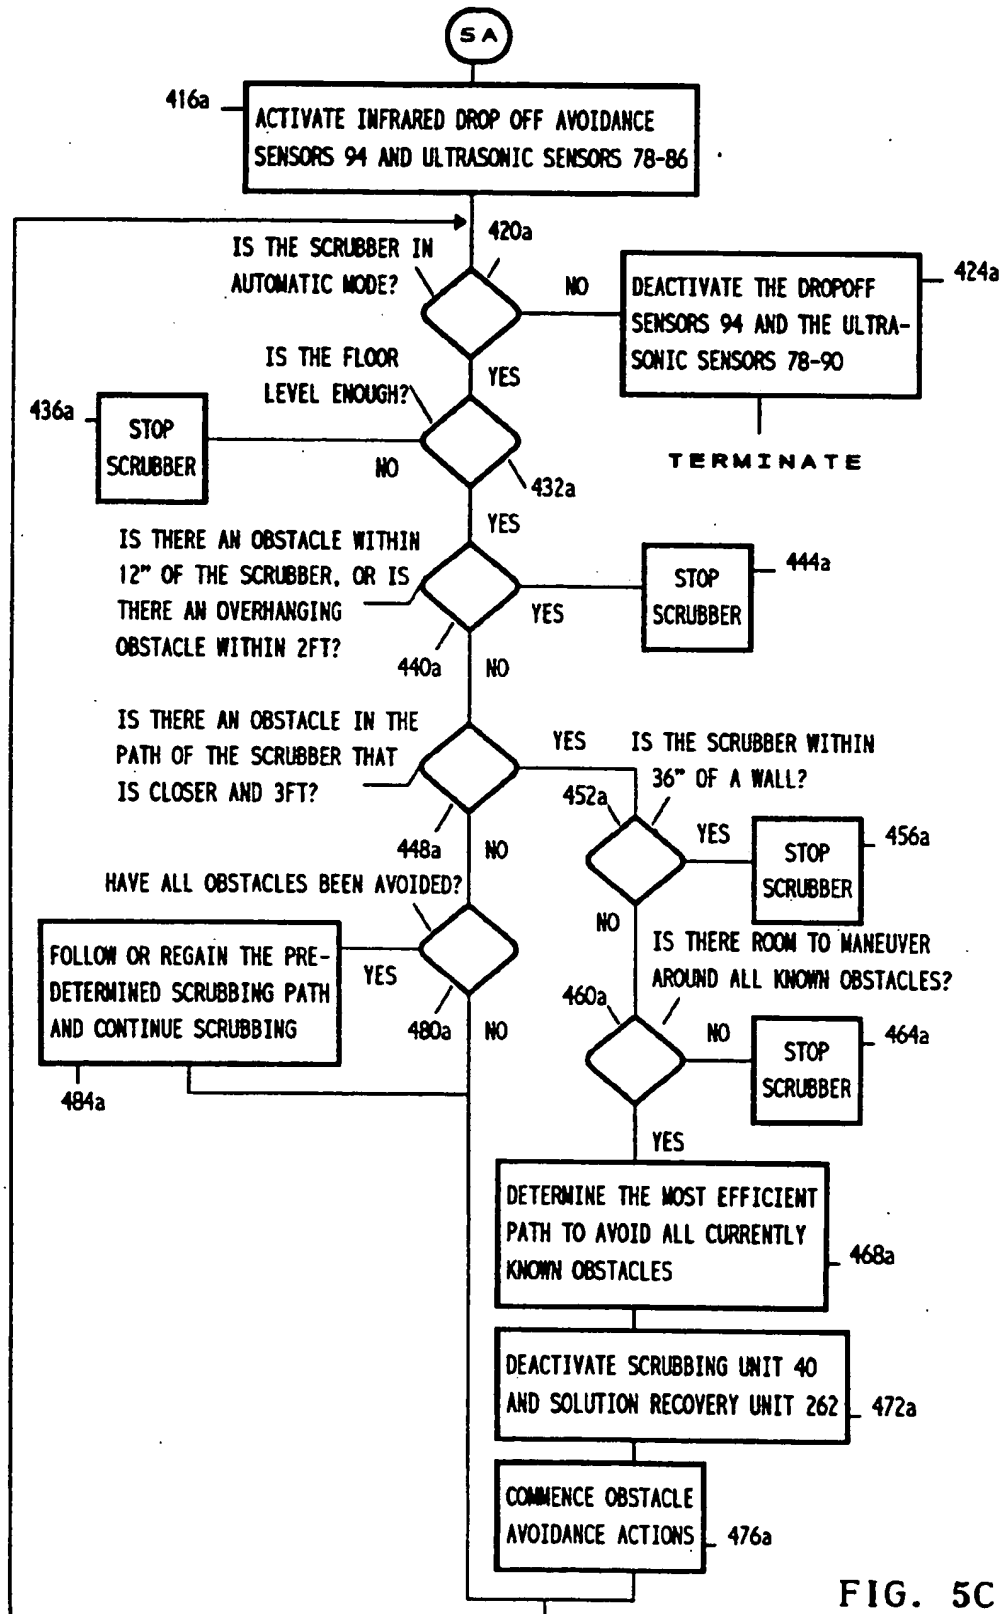 5A
416a
ACTIVATE INFRARED DROP OFF AVOIDANCE
SENSORS 94 AND ULTRASONIC SENSORS 78-86
420a
IS THE SCRUBBER IN
AUTOMATIC MODE?
NO
DEACTIVATE THE DROPOFF
SENSORS 94 AND THE ULTRA-
SONIC SENSORS 78-90
424a
TERMINATE
YES
IS THE FLOOR
LEVEL ENOUGH?
436a
STOP
SCRUBBER
NO
432a
YES
IS THERE AN OBSTACLE WITHIN
12" OF THE SCRUBBER, OR IS
THERE AN OVERHANGING
OBSTACLE WITHIN 2FT?
440a
YES
STOP
SCRUBBER
444a
NO
IS THERE AN OBSTACLE IN THE
PATH OF THE SCRUBBER THAT
IS CLOSER AND 3FT?
448a
YES
IS THE SCRUBBER WITHIN
36" OF A WALL?
452a
YES
STOP
SCRUBBER
456a
NO
NO
HAVE ALL OBSTACLES BEEN AVOIDED?
FOLLOW OR REGAIN THE PRE-
DETERMINED SCRUBBING PATH
AND CONTINUE SCRUBBING
484a
YES
480a
NO
IS THERE ROOM TO MANEUVER
AROUND ALL KNOWN OBSTACLES?
460a
NO
STOP
SCRUBBER
464a
YES
DETERMINE THE MOST EFFICIENT
PATH TO AVOID ALL CURRENTLY
KNOWN OBSTACLES
468a
DEACTIVATE SCRUBBING UNIT 40
AND SOLUTION RECOVERY UNIT 262
472a
COMMENCE OBSTACLE
AVOIDANCE ACTIONS
476a
FIG. 5C